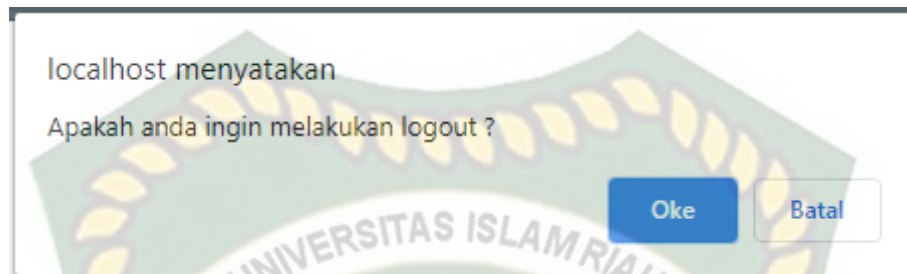 localhost menyatakan
Apakah anda ingin melakukan logout ?
Oke Batal
UNIVERSITAS ISLAM RIAU